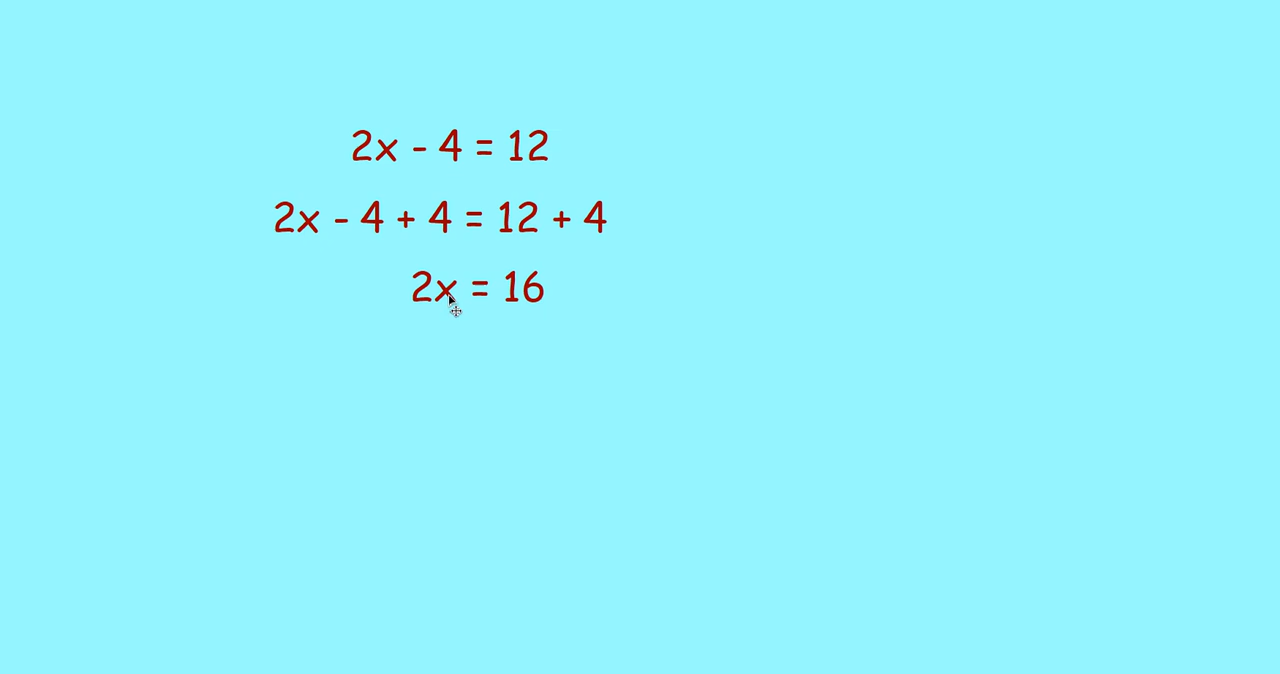 2x - 4 = 12
2x - 4 + 4 = 12 + 4
2x = 16